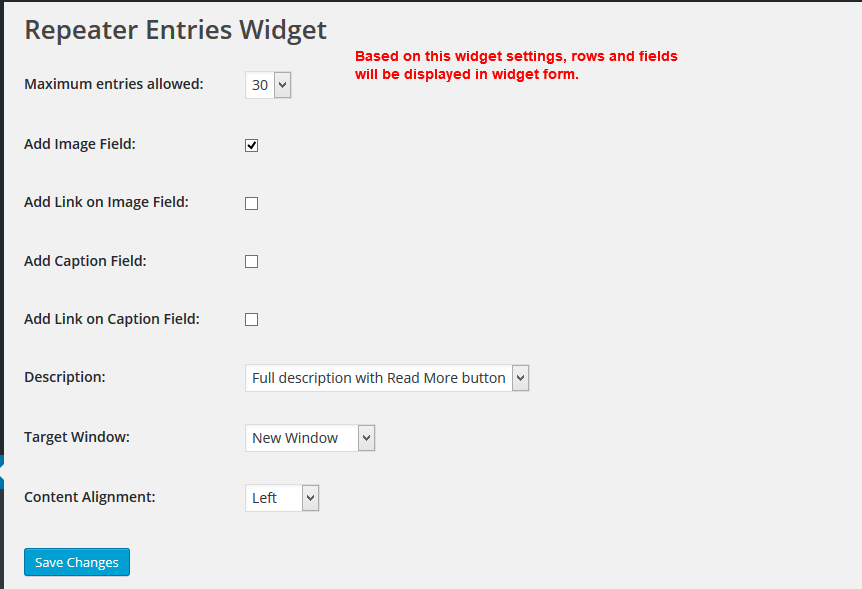 Repeater Entries Widget
Based on this widget settings, rows and fields
will be displayed in widget form.
Maximum entries allowed: 30
Add Image Field:
Add Link on Image Field:
Add Caption Field:
Add Link on Caption Field:
Description: Full description with Read More button
Target Window: New Window
Content Alignment: Left
Save Changes